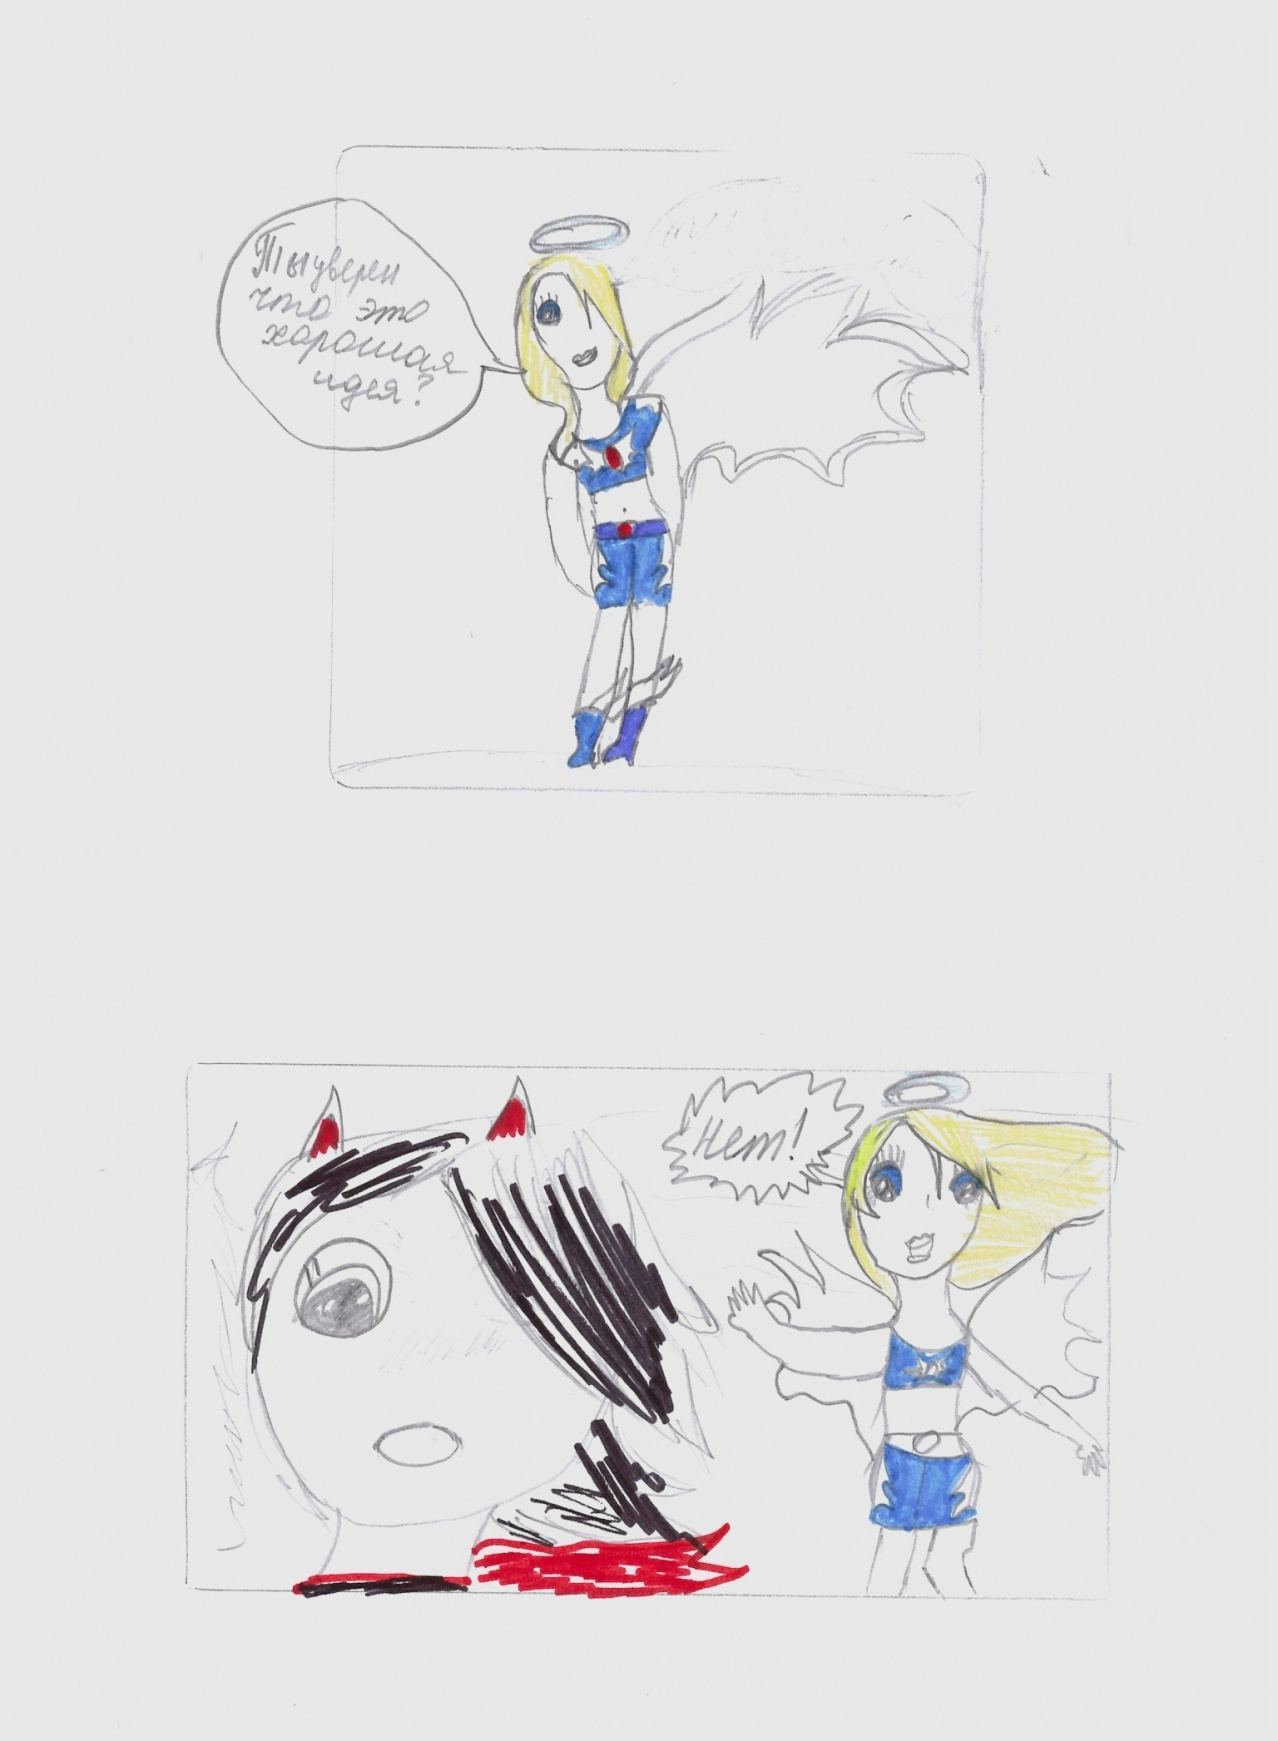 Ты уверен
что это
хорошая
идея?
Нет!